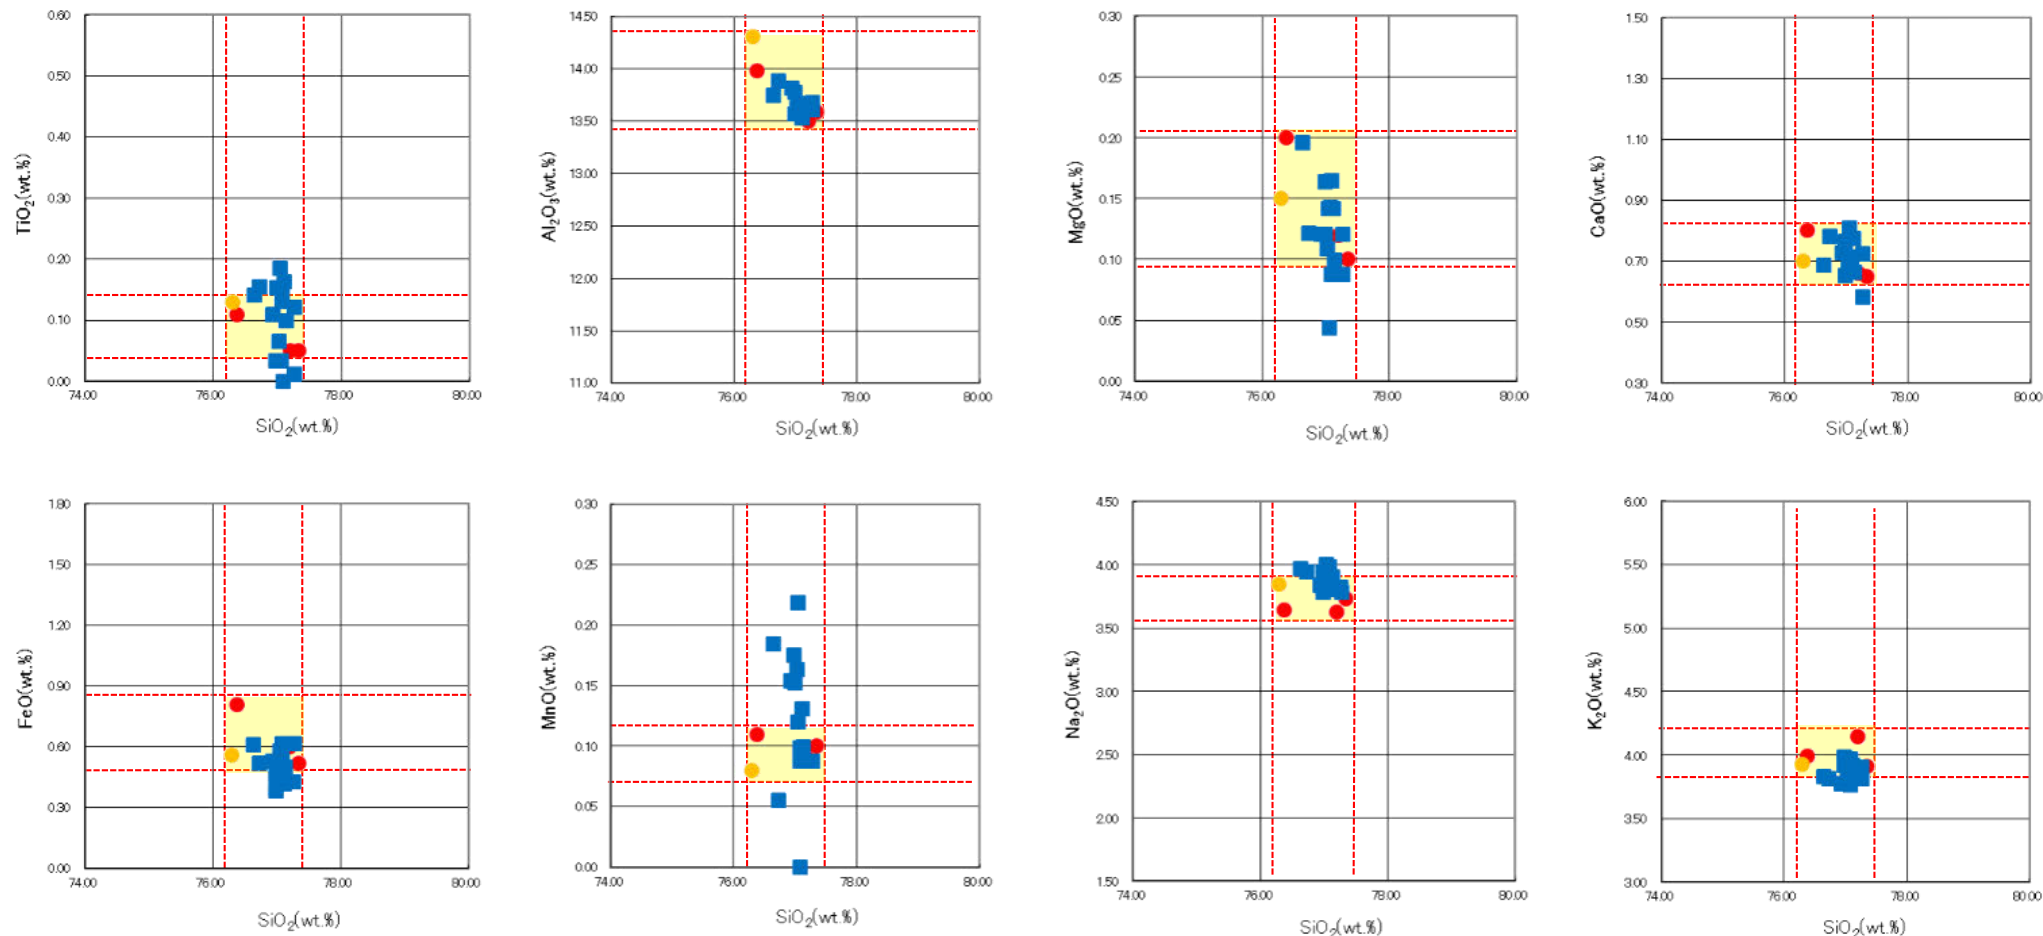 TiO2(wt.%)
0.60
0.50
0.40
0.30
0.20
0.10
0.00
74.00 76.00 78.00 80.00
SiO2(wt.%)
Al2O3(wt.%)
14.50
14.00
13.50
13.00
12.50
12.00
11.50
11.00
74.00 76.00 78.00 80.00
SiO2(wt.%)
MgO(wt.%)
0.30
0.25
0.20
0.15
0.10
0.05
0.00
74.00 76.00 78.00 80.00
SiO2(wt.%)
CaO(wt.%)
1.50
1.30
1.10
0.90
0.70
0.50
0.30
74.00 76.00 78.00 80.00
SiO2(wt.%)
FeO(wt.%)
1.80
1.50
1.20
0.90
0.60
0.30
0.00
74.00 76.00 78.00 80.00
SiO2(wt.%)
MnO(wt.%)
0.30
0.25
0.20
0.15
0.10
0.05
0.00
74.00 76.00 78.00 80.00
SiO2(wt.%)
Na2O(wt.%)
4.50
4.00
3.50
3.00
2.50
2.00
1.50
74.00 76.00 78.00 80.00
SiO2(wt.%)
K2O(wt.%)
6.00
5.50
5.00
4.50
4.00
3.50
3.00
74.00 76.00 78.00 80.00
SiO2(wt.%)